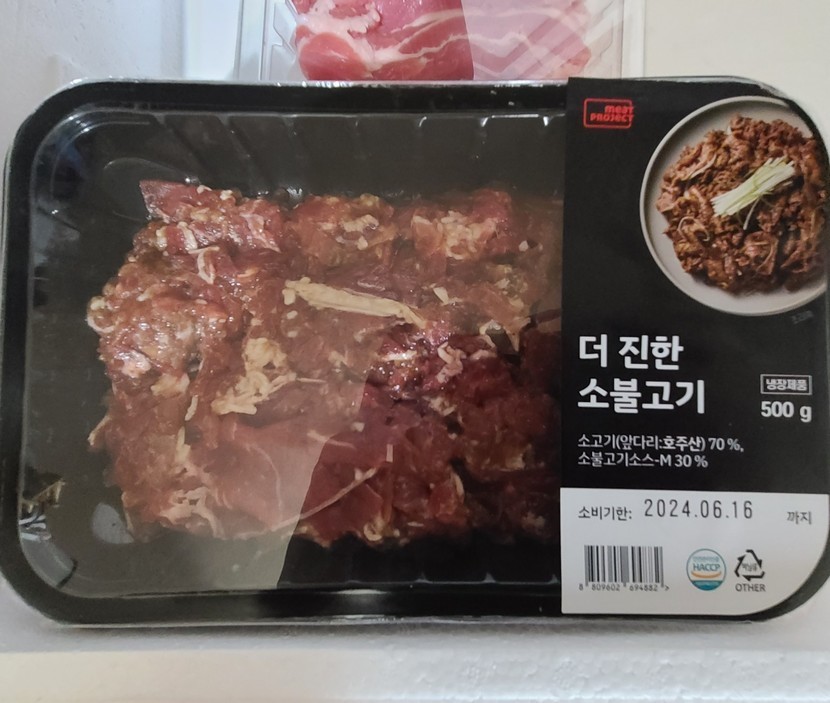 meat
PROJECT
더 진한
소불고기
냉장제품
500 g
소고기(앞다리:호주산) 70 %,
소불고기소스-M 30 %
소비기한: 2024.06.16 까지
8 809602 694882 >
HACCP
OTHER